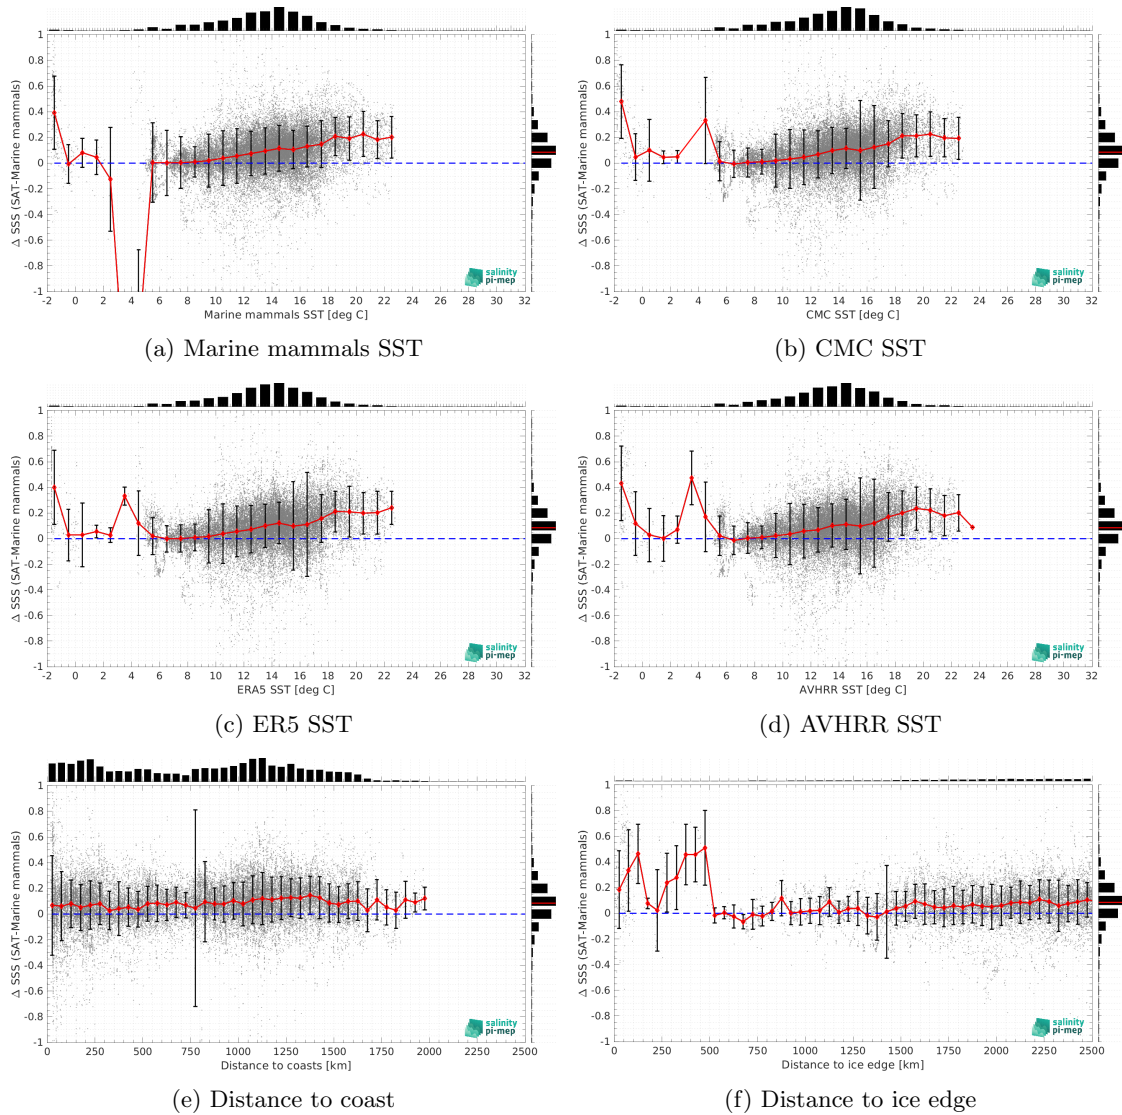 1
0.8
0.6
0.4
0.2
0
-0.2
-0.4
-0.6
-0.8
-1
Δ SSS (SAT-Marine mammals)
-2 0 2 4 6 8 10 12 14 16 18 20 22 24 26 28 30 32
Marine mammals SST [deg C]
salinity
pi-mep
(a) Marine mammals SST
1
0.8
0.6
0.4
0.2
0
-0.2
-0.4
-0.6
-0.8
-1
Δ SSS (SAT-Marine mammals)
-2 0 2 4 6 8 10 12 14 16 18 20 22 24 26 28 30 32
CMC SST [deg C]
salinity
pi-mep
(b) CMC SST
1
0.8
0.6
0.4
0.2
0
-0.2
-0.4
-0.6
-0.8
-1
Δ SSS (SAT-Marine mammals)
-2 0 2 4 6 8 10 12 14 16 18 20 22 24 26 28 30 32
ERA5 SST [deg C]
salinity
pi-mep
(c) ER5 SST
1
0.8
0.6
0.4
0.2
0
-0.2
-0.4
-0.6
-0.8
-1
Δ SSS (SAT-Marine mammals)
-2 0 2 4 6 8 10 12 14 16 18 20 22 24 26 28 30 32
AVHRR SST [deg C]
salinity
pi-mep
(d) AVHRR SST
1
0.8
0.6
0.4
0.2
0
-0.2
-0.4
-0.6
-0.8
-1
Δ SSS (SAT-Marine mammals)
0 250 500 750 1000 1250 1500 1750 2000 2250 2500
Distance to coasts [km]
salinity
pi-mep
(e) Distance to coast
1
0.8
0.6
0.4
0.2
0
-0.2
-0.4
-0.6
-0.8
-1
Δ SSS (SAT-Marine mammals)
0 250 500 750 1000 1250 1500 1750 2000 2250 2500
Distance to ice edge [km]
salinity
pi-mep
(f) Distance to ice edge